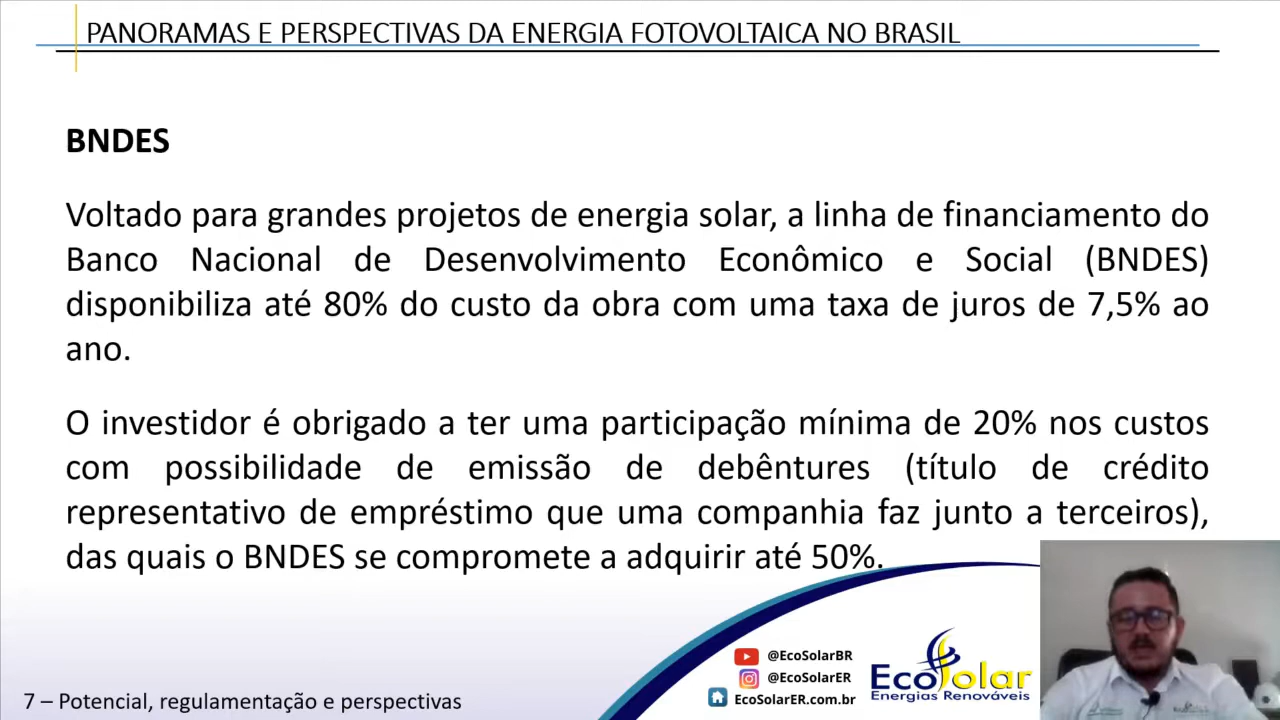 PANORAMAS E PERSPECTIVAS DA ENERGIA FOTOVOLTAICA NO BRASIL
BNDES
Voltado para grandes projetos de energia solar, a linha de financiamento do
Banco Nacional de Desenvolvimento Econômico e Social (BNDES)
disponibiliza até 80% do custo da obra com uma taxa de juros de 7,5% ao
ano.
O investidor é obrigado a ter uma participação mínima de 20% nos custos
com possibilidade de emissão de debêntures (título de crédito
representativo de empréstimo que uma companhia faz junto a terceiros),
das quais o BNDES se compromete a adquirir até 50%.
@EcoSolarBR
@EcoSolarER
EcoSolarER.com.br
EcoSolar
Energias Renováveis
7 – Potencial, regulamentação e perspectivas